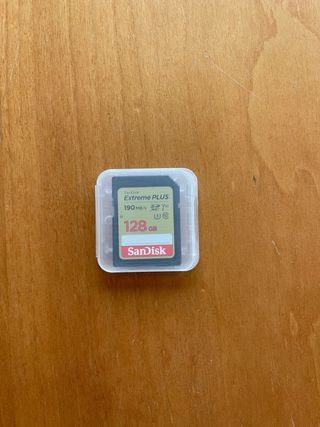 SanDisk
Extreme PLUS
190 MB/s
128 GB
SanDisk